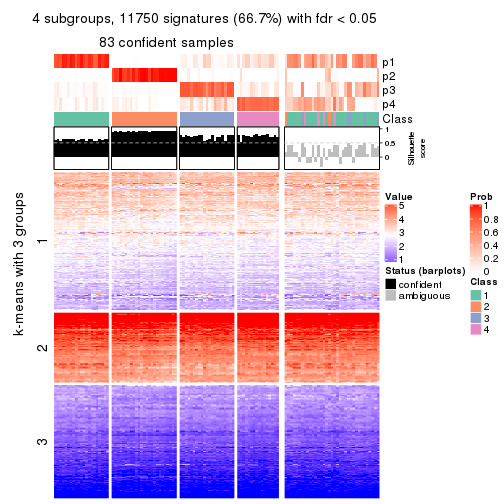 4 subgroups, 11750 signatures (66.7%) with fdr < 0.05
83 confident samples
p1
p2
p3
p4
Class
1
0.5
0
Silhouette
score
k-means with 3 groups
1
2
3
Value
5
4
3
2
1
Status (barplots)
confident
ambiguous
Prob
1
0.8
0.6
0.4
0.2
0
Class
1
2
3
4